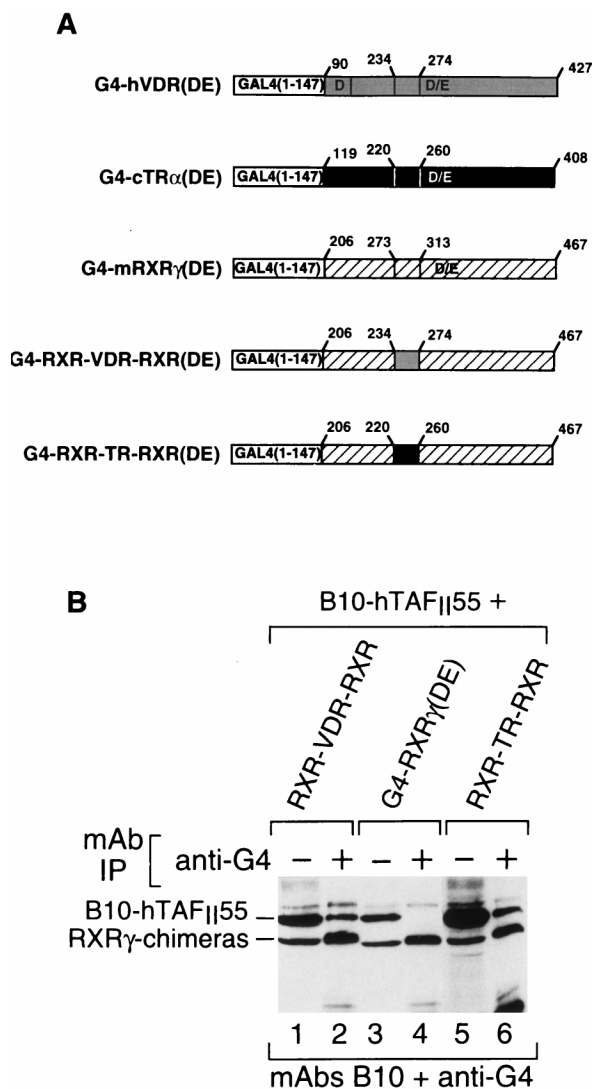 A
90 234 274 427
G4-hVDR(DE) GAL4(1-147) D D/E
119 220 260 408
G4-cTRα(DE) GAL4(1-147) D/E
206 273 313 467
G4-mRXRγ(DE) GAL4(1-147) D/E
206 234 274 467
G4-RXR-VDR-RXR(DE) GAL4(1-147)
206 220 260 467
G4-RXR-TR-RXR(DE) GAL4(1-147)
B
B10-hTAFII55 +
RXR-VDR-RXR G4-RXRγ(DE) RXR-TR-RXR
mAb IP anti-G4 − + − + − +
B10-hTAFII55
RXRγ-chimeras
1 2 3 4 5 6
mAbs B10 + anti-G4